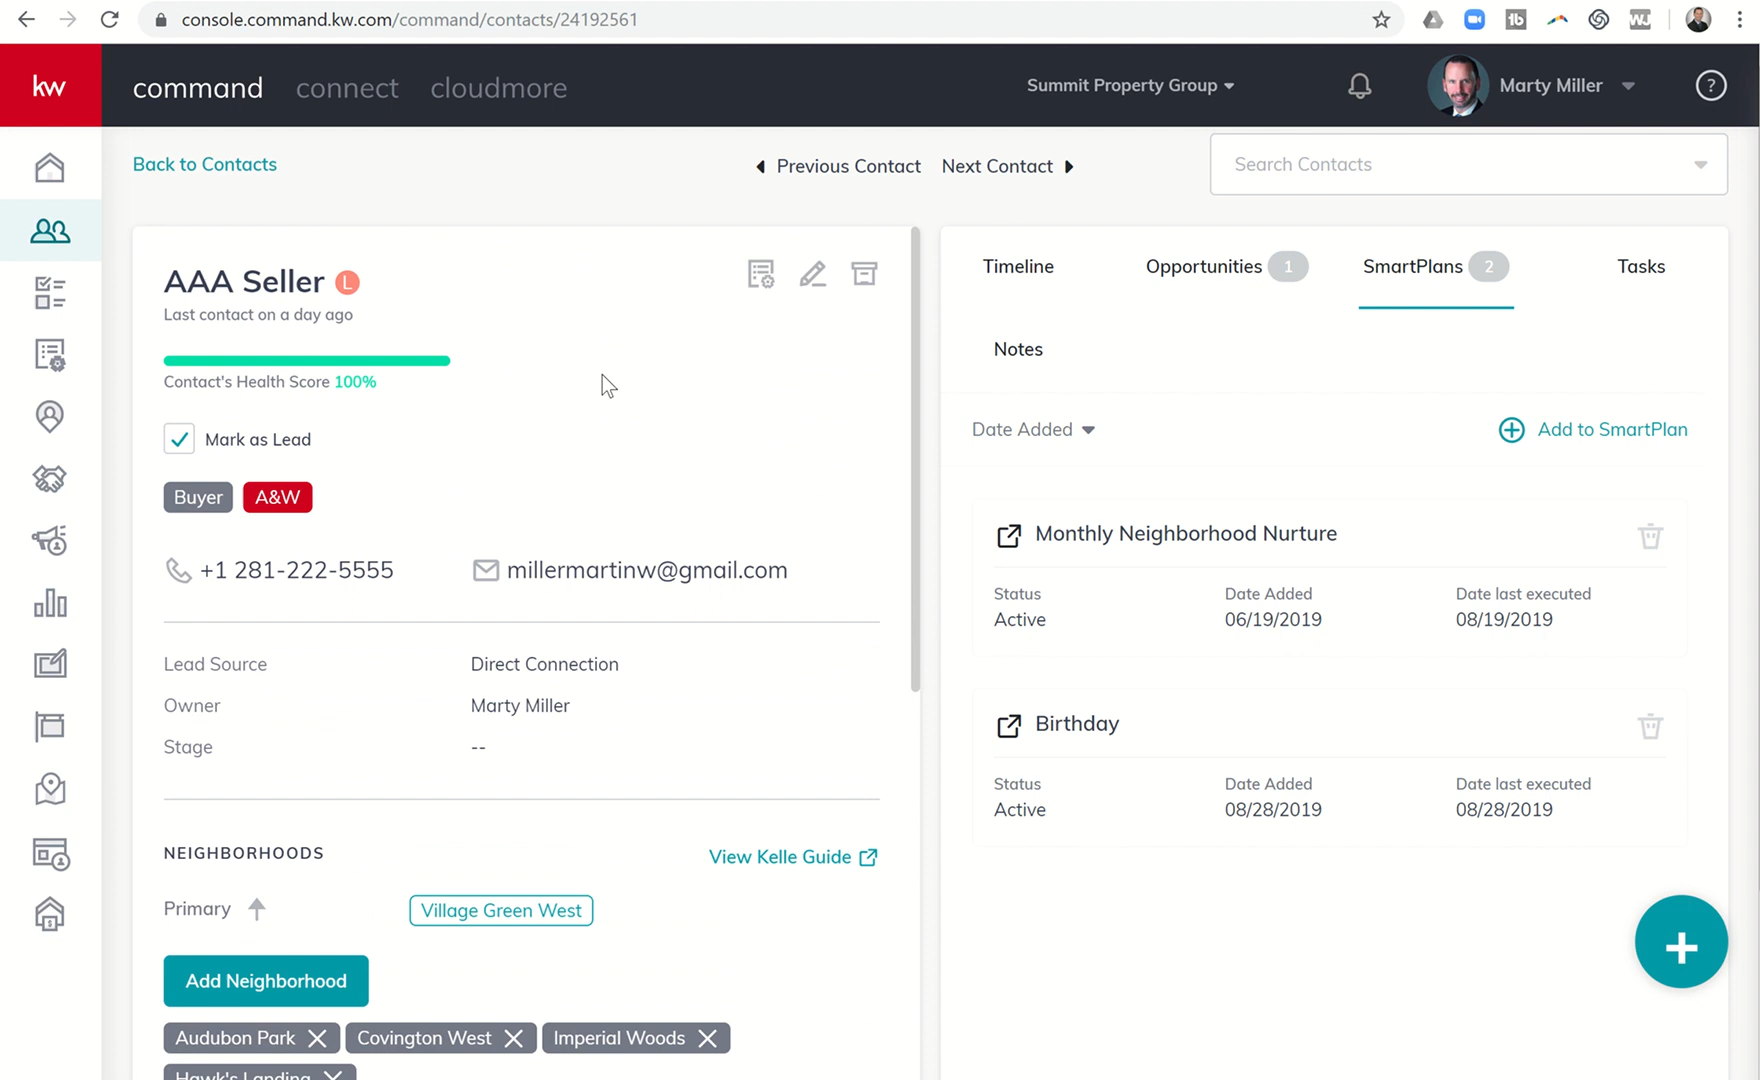 console.command.kw.com/command/contacts/24192561
kw
command connect cloudmore
Summit Property Group
Marty Miller
?
Back to Contacts
Previous Contact Next Contact
Search Contacts
AAA Seller L
Last contact on a day ago
Contact's Health Score 100%
Mark as Lead
Buyer A&W
+1 281-222-5555 millermartinw@gmail.com
Lead Source Direct Connection
Owner Marty Miller
Stage --
NEIGHBORHOODS
View Kelle Guide
Primary Village Green West
Add Neighborhood
Audubon Park Covington West Imperial Woods
Hawk's Landing
Timeline Opportunities 1 SmartPlans 2 Tasks
Notes
Date Added Add to SmartPlan
Monthly Neighborhood Nurture
Status Date Added Date last executed
Active 06/19/2019 08/19/2019
Birthday
Status Date Added Date last executed
Active 08/28/2019 08/28/2019